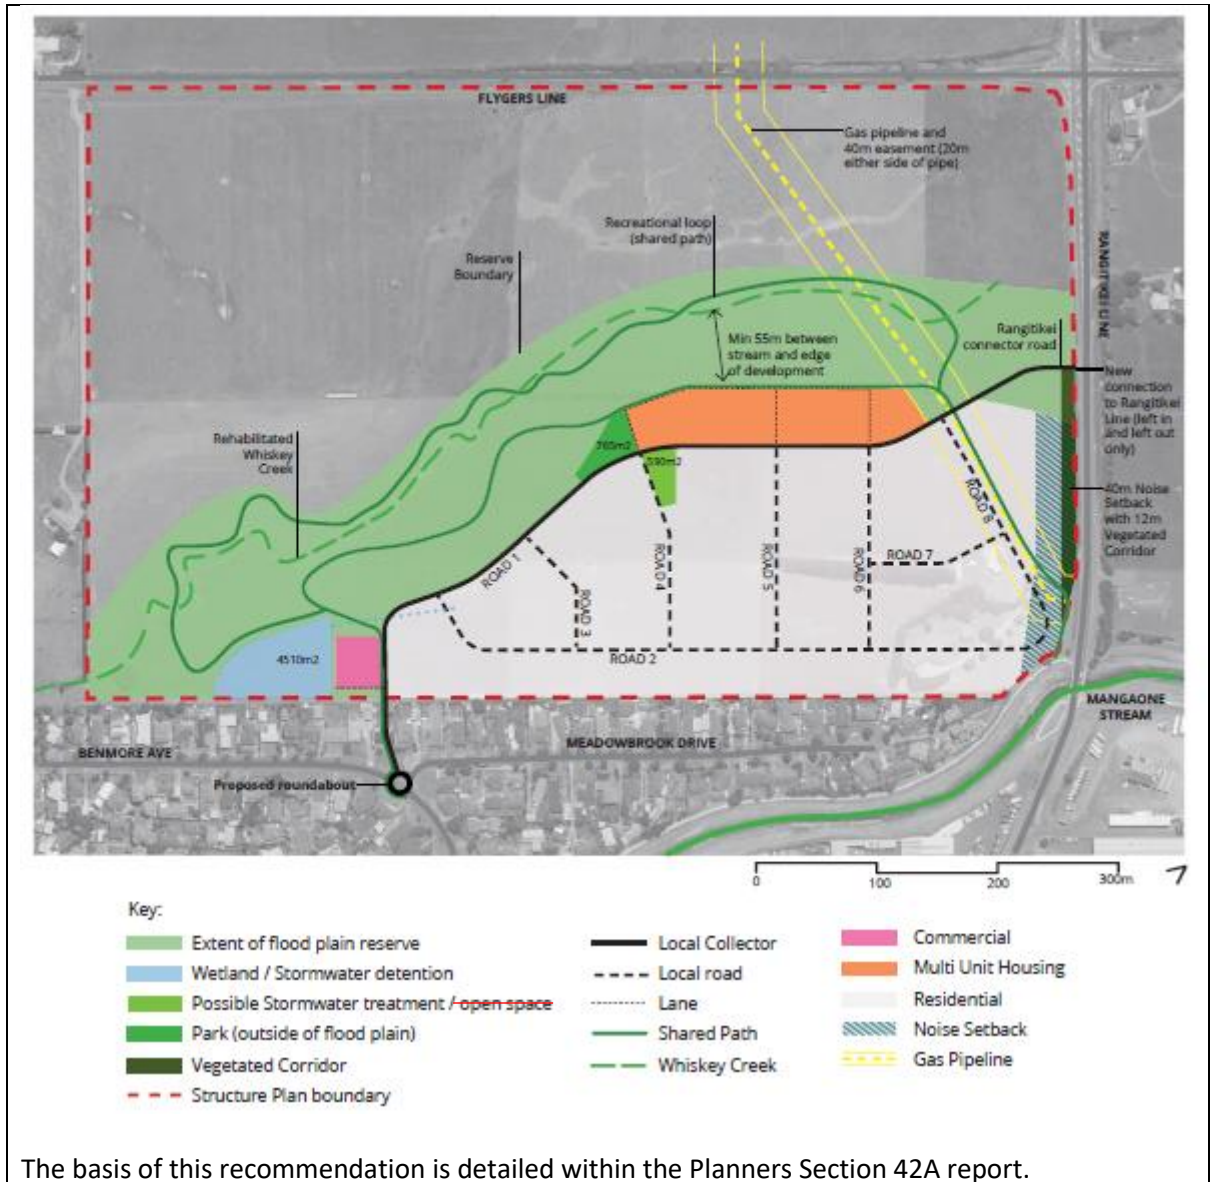 FLYGERS LINE
Gas pipeline and
40m easement (20m
either side of pipe)
Recreational loop
(shared path)
Reserve
Boundary
RANGITIKEI LINE
Rangitikei
connector road
Min 55m between
stream and edge
of development
New
connection
to Rangitikei
Line (left in
and left out
only)
Rehabilitated
Whiskey
Creek
765m2
530m2
40m Noise
Setback
with 12m
Vegetated
Corridor
ROAD 8
ROAD 1
ROAD 4
ROAD 5
ROAD 6
ROAD 7
ROAD 3
4510m2
ROAD 2
MANGAONE
STREAM
BENMORE AVE
MEADOWBROOK DRIVE
Proposed roundabout
0 100 200 300m
Key:
Extent of flood plain reserve
Wetland / Stormwater detention
Possible Stormwater treatment / open space
Park (outside of flood plain)
Vegetated Corridor
Structure Plan boundary
Local Collector
Local road
Lane
Shared Path
Whiskey Creek
Commercial
Multi Unit Housing
Residential
Noise Setback
Gas Pipeline
The basis of this recommendation is detailed within the Planners Section 42A report.